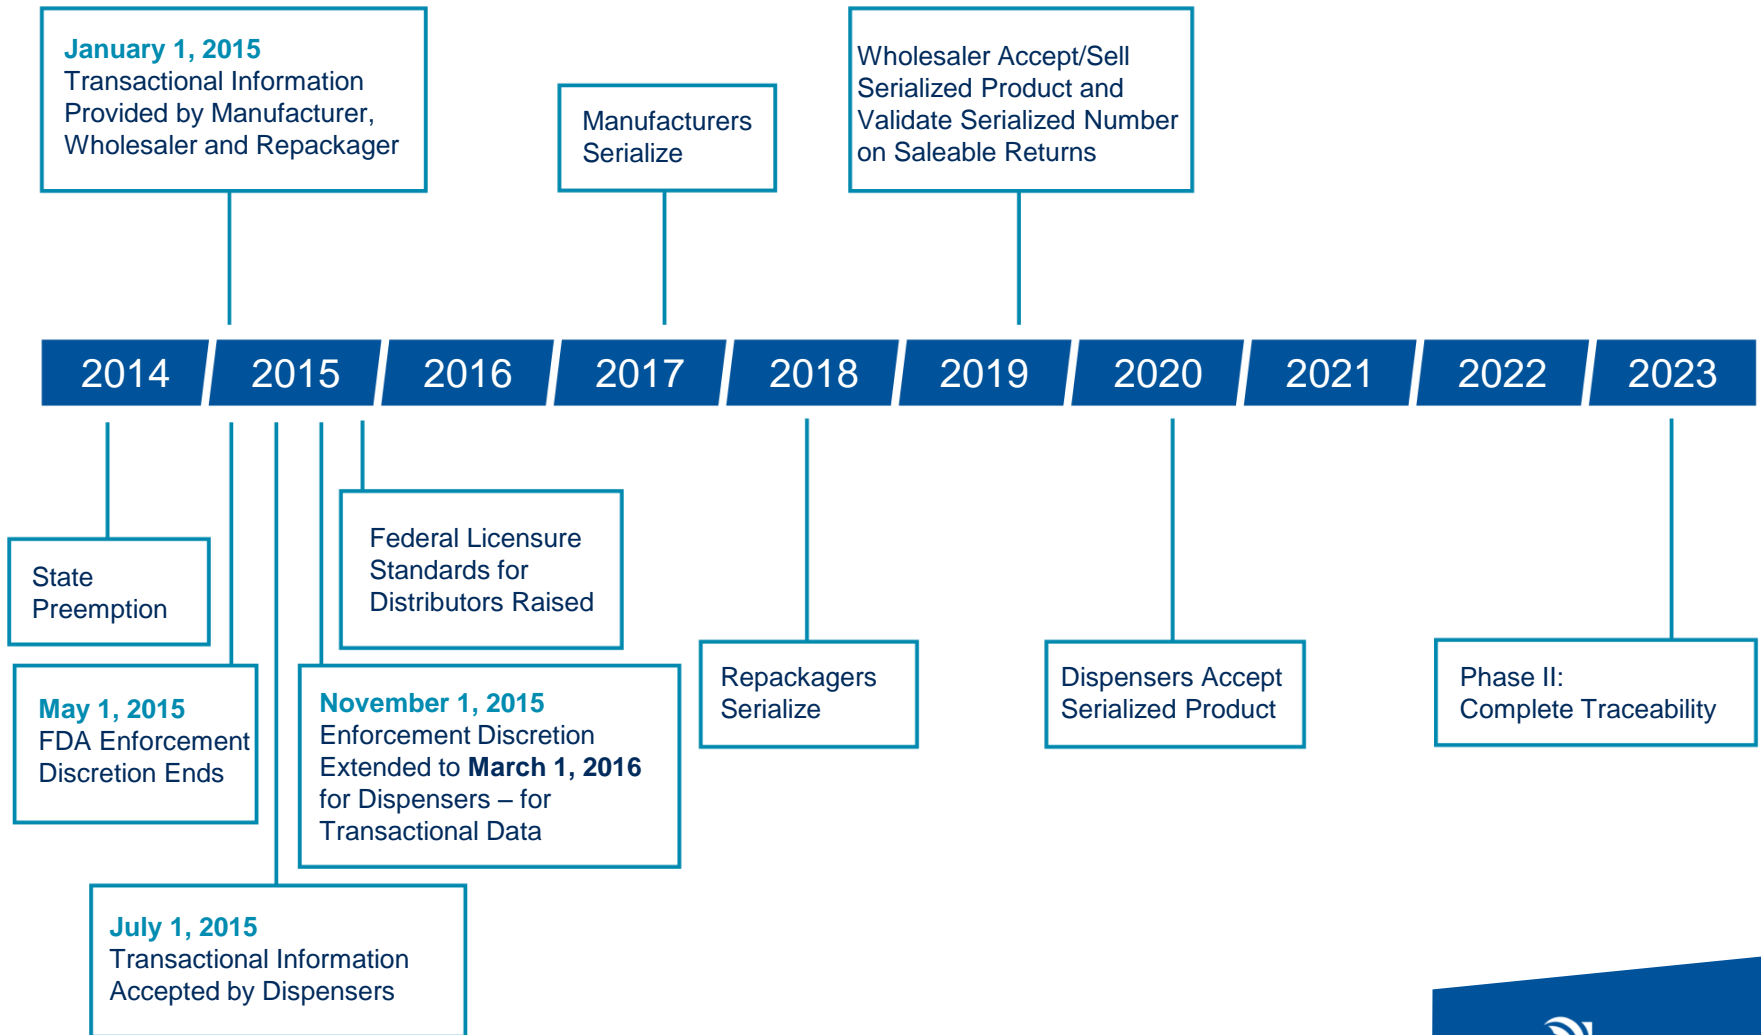 January 1, 2015
Transactional Information
Provided by Manufacturer,
Wholesaler and Repackager
Manufacturers
Serialize
Wholesaler Accept/Sell
Serialized Product and
Validate Serialized Number
on Saleable Returns
2014
2015
2016
2017
2018
2019
2020
2021
2022
2023
State
Preemption
Federal Licensure
Standards for
Distributors Raised
May 1, 2015
FDA Enforcement
Discretion Ends
November 1, 2015
Enforcement Discretion
Extended to March 1, 2016
for Dispensers – for
Transactional Data
Repackagers
Serialize
Dispensers Accept
Serialized Product
Phase II:
Complete Traceability
July 1, 2015
Transactional Information
Accepted by Dispensers